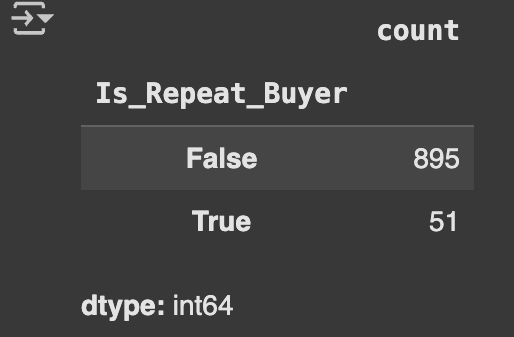 count
Is_Repeat_Buyer
False 895
True 51
dtype: int64